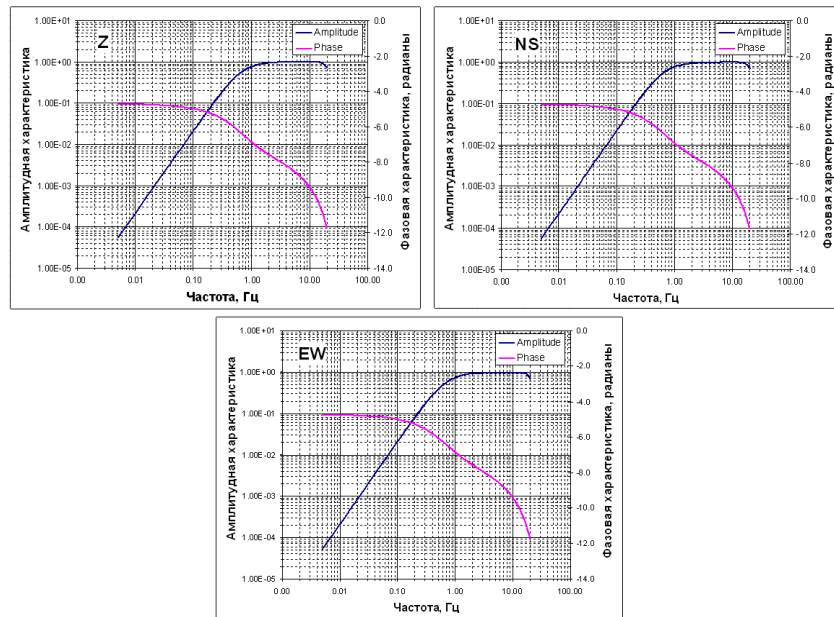 Z
Amplitude
Phase
Амплитудная характеристика
1.00E+01
1.00E+00
1.00E-01
1.00E-02
1.00E-03
1.00E-04
1.00E-05
0.00
0.01
0.10
1.00
10.00
100.00
Частота, Гц
0.0
-2.0
-4.0
-6.0
-8.0
-10.0
-12.0
-14.0
Фазовая характеристика, радианы
NS
Amplitude
Phase
Амплитудная характеристика
1.00E+01
1.00E+00
1.00E-01
1.00E-02
1.00E-03
1.00E-04
1.00E-05
0.00
0.01
0.10
1.00
10.00
100.00
Частота, Гц
0.0
-2.0
-4.0
-6.0
-8.0
-10.0
-12.0
-14.0
Фазовая характеристика, радианы
EW
Amplitude
Phase
Амплитудная характеристика
1.00E+01
1.00E+00
1.00E-01
1.00E-02
1.00E-03
1.00E-04
1.00E-05
0.00
0.01
0.10
1.00
10.00
100.00
Частота, Гц
0.0
-2.0
-4.0
-6.0
-8.0
-10.0
-12.0
-14.0
Фазовая характеристика, радианы